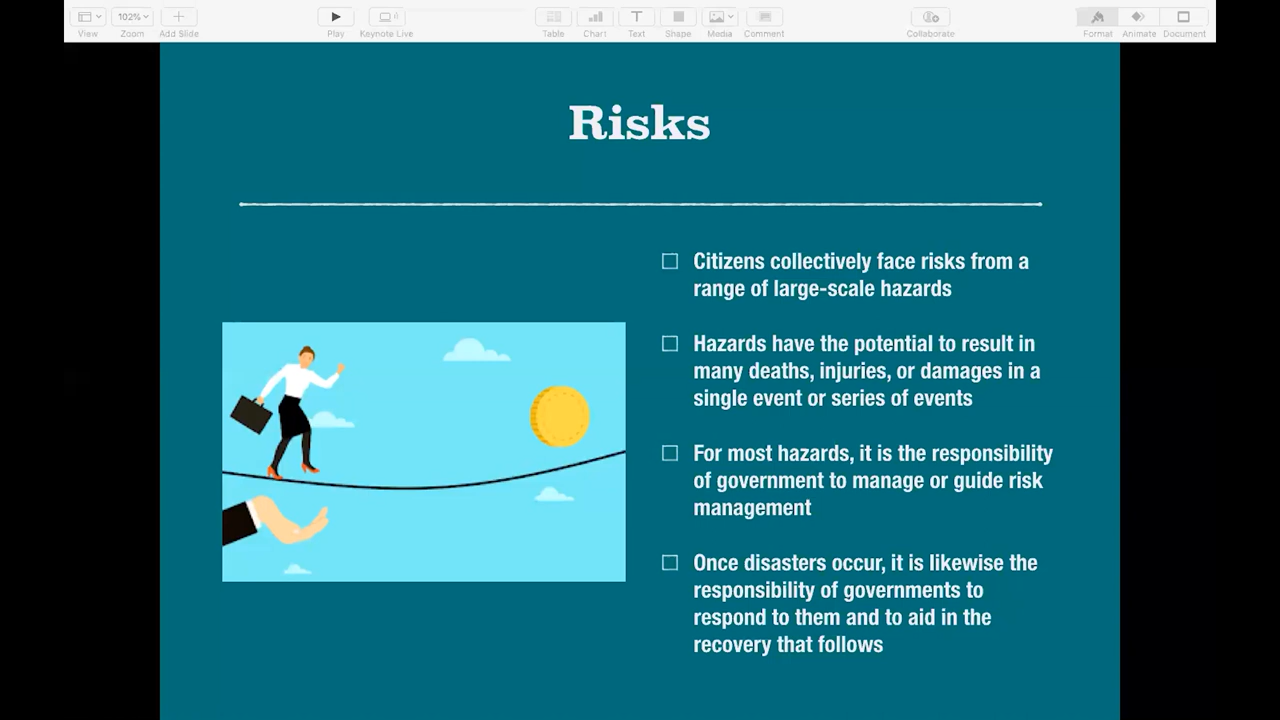 102%
View
Zoom
Add Slide
Play
Keynote Live
Table
Chart
Text
Shape
Media
Comment
Collaborate
Format
Animate
Document
Risks
Citizens collectively face risks from a
range of large-scale hazards
Hazards have the potential to result in
many deaths, injuries, or damages in a
single event or series of events
For most hazards, it is the responsibility
of government to manage or guide risk
management
Once disasters occur, it is likewise the
responsibility of governments to
respond to them and to aid in the
recovery that follows